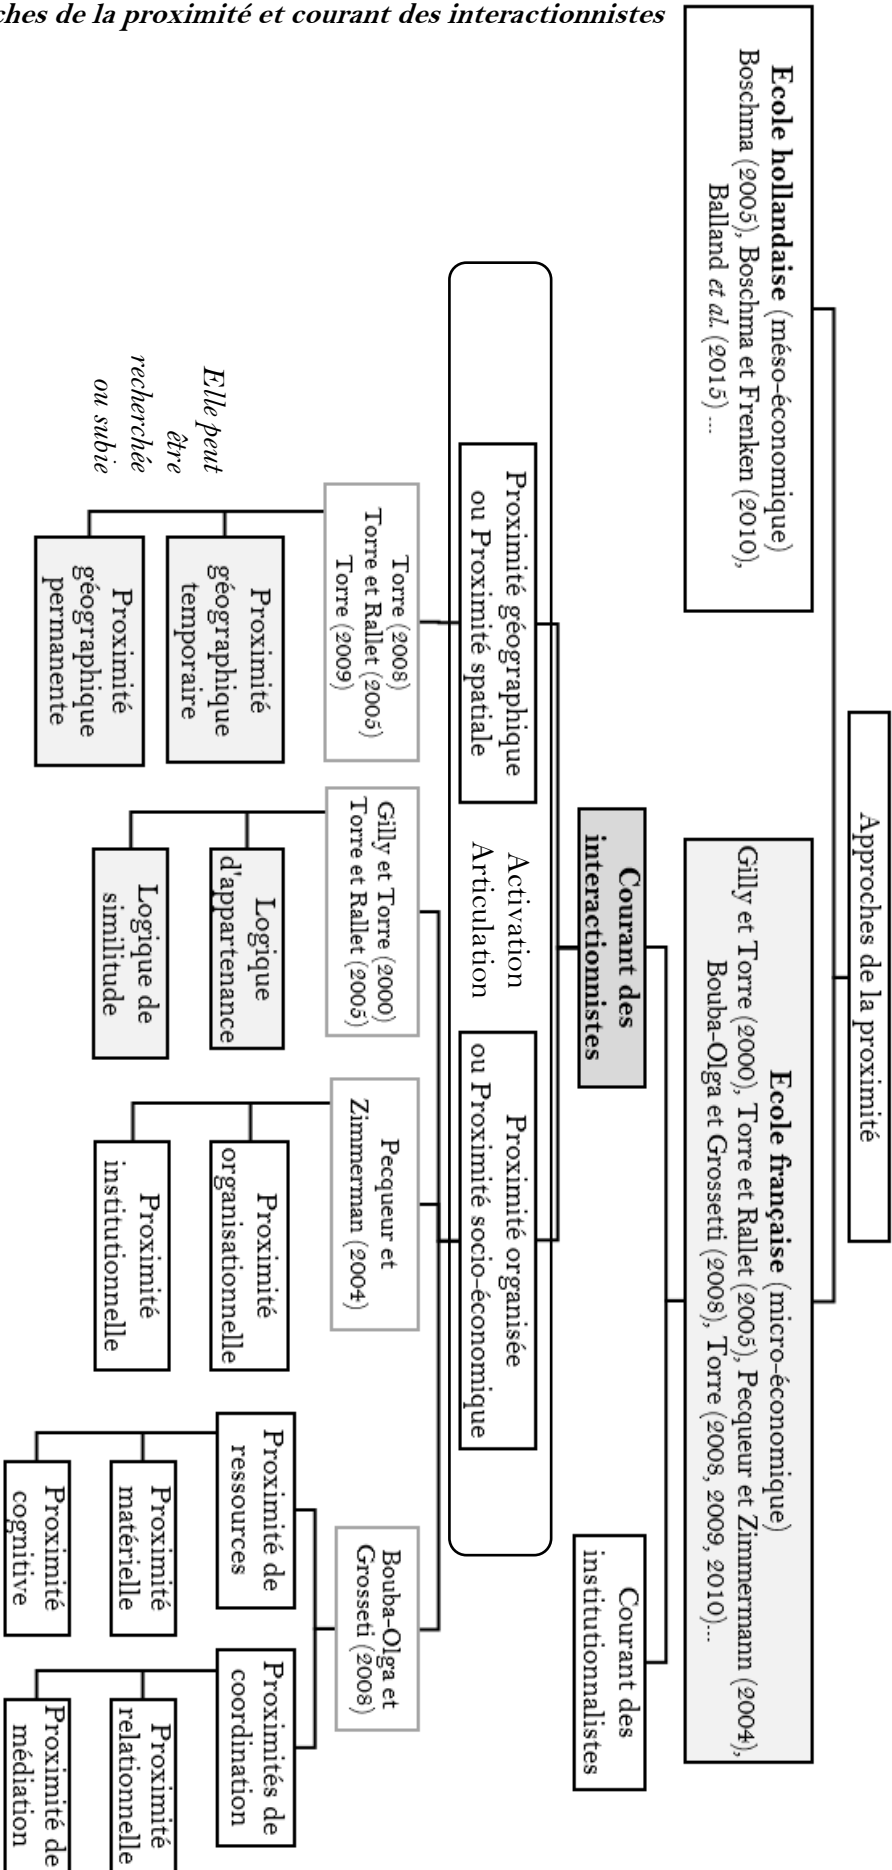 ches de la proximité et courant des interactionnistes
Approches de la proximité
Ecole hollandaise (méso-économique)
Boschma (2005), Boschma et Frenken (2010),
Balland et al. (2015) ...
Ecole française (micro-économique)
Gilly et Torre (2000), Torre et Rallet (2005), Pecqueur et Zimmermann (2004),
Bouba-Olga et Grossetti (2008), Torre (2008, 2009, 2010)...
Courant des
interactionnistes
Courant des
institutionnalistes
Proximité géographique
ou Proximité spatiale
Activation
Articulation
Proximité organisée
ou Proximité socio-économique
Torre (2008)
Torre et Rallet (2005)
Torre (2009)
Gilly et Torre (2000)
Torre et Rallet (2005)
Pecqueur et
Zimmerman (2004)
Bouba-Olga et
Grosseti (2008)
Elle peut
être
recherchée
ou subie
Proximité
géographique
temporaire
Proximité
géographique
permanente
Logique
d'appartenance
Logique de
similitude
Proximité
organisationnelle
Proximité
institutionnelle
Proximité de
ressources
Proximité
matérielle
Proximité
cognitive
Proximités de
coordination
Proximité
relationnelle
Proximité de
médiation